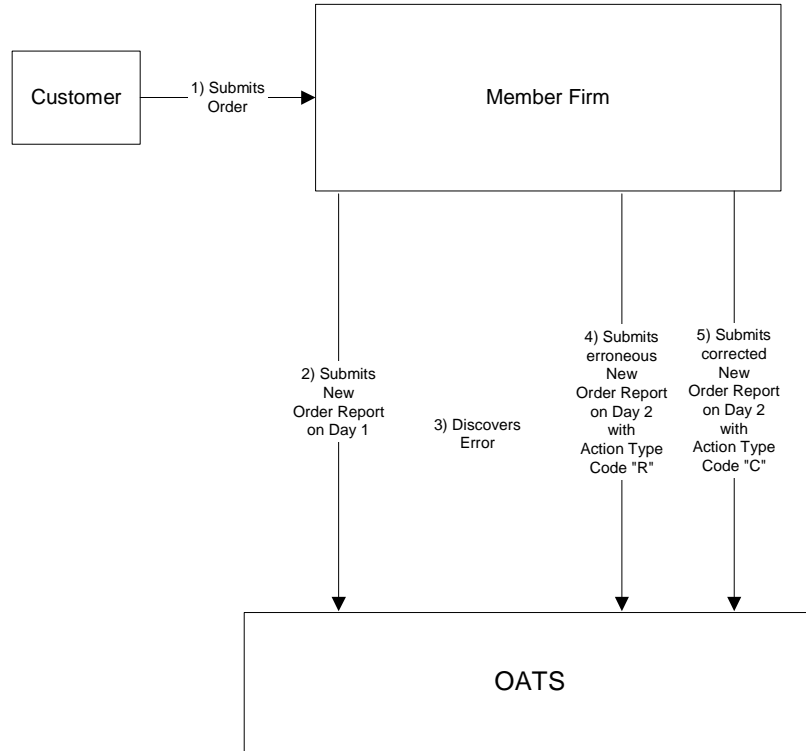 Customer
1) Submits
Order
Member Firm
2) Submits
New
Order Report
on Day 1
3) Discovers
Error
4) Submits
erroneous
New
Order Report
on Day 2
with
Action Type
Code "R"
5) Submits
corrected
New
Order Report
on Day 2
with
Action Type
Code "C"
OATS